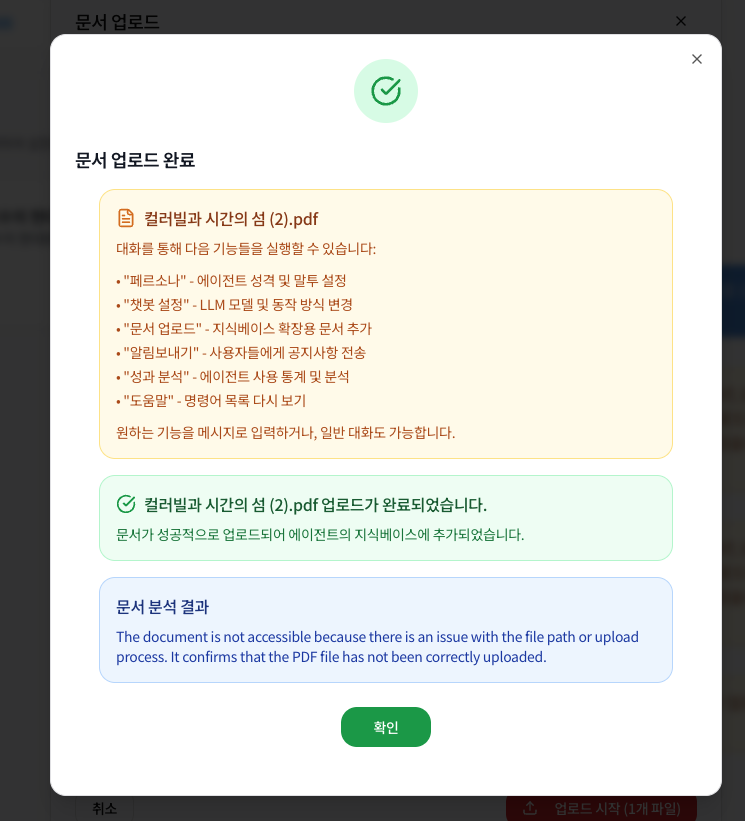 문서 업로드
문서 업로드 완료
컬러빌과 시간의 섬 (2).pdf
대화를 통해 다음 기능들을 실행할 수 있습니다:
• "페르소나" - 에이전트 성격 및 말투 설정
• "챗봇 설정" - LLM 모델 및 동작 방식 변경
• "문서 업로드" - 지식베이스 확장용 문서 추가
• "알림보내기" - 사용자들에게 공지사항 전송
• "성과 분석" - 에이전트 사용 통계 및 분석
• "도움말" - 명령어 목록 다시 보기
원하는 기능을 메시지로 입력하거나, 일반 대화도 가능합니다.
컬러빌과 시간의 섬 (2).pdf 업로드가 완료되었습니다.
문서가 성공적으로 업로드되어 에이전트의 지식베이스에 추가되었습니다.
문서 분석 결과
The document is not accessible because there is an issue with the file path or upload
process. It confirms that the PDF file has not been correctly uploaded.
확인
취소
업로드 시작 (1개 파일)